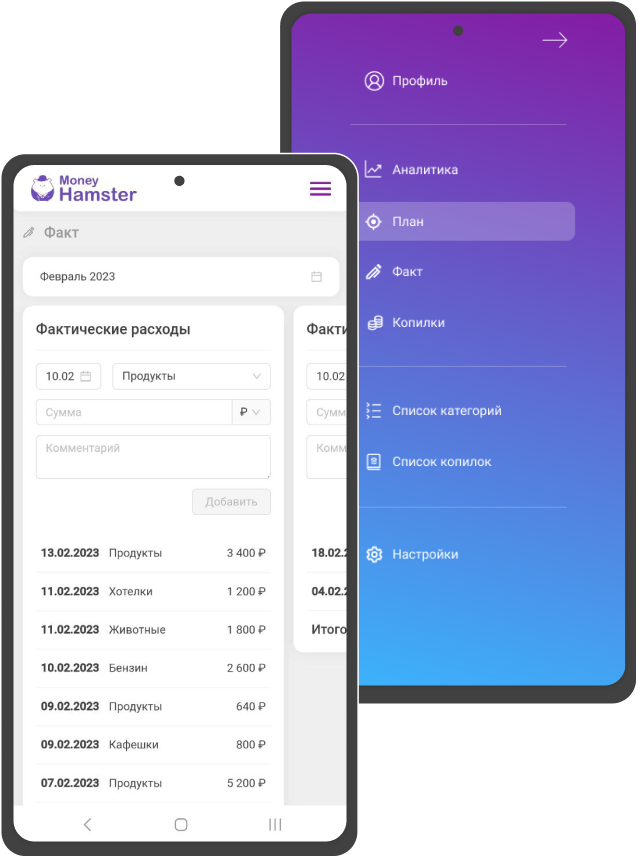 Профиль
Аналитика
План
Факт
Копилки
Список категорий
Список копилок
Настройки
Money
Hamster
Факт
Февраль 2023
Фактические расходы
10.02 Продукты
Сумма ₽
Комментарий
Добавить
13.02.2023 Продукты 3 400 ₽
11.02.2023 Хотелки 1 200 ₽
11.02.2023 Животные 1 800 ₽
10.02.2023 Бензин 2 600 ₽
09.02.2023 Продукты 640 ₽
09.02.2023 Кафешки 800 ₽
07.02.2023 Продукты 5 200 ₽
Факти
10.02
Сумм
Комм
18.02.2
04.02.2
Итого